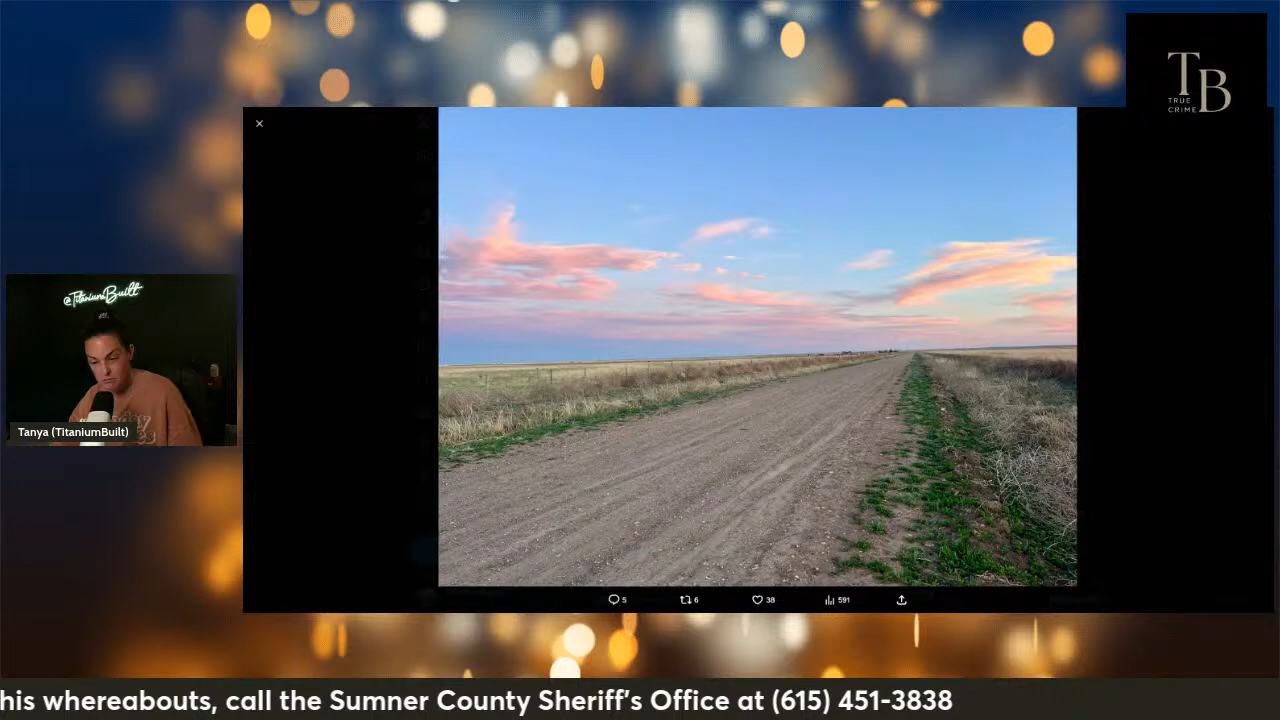 TB
TRUE
CRIME
×
@TitaniumBuilt
Tanya (TitaniumBuilt)
5
6
38
591
his whereabouts, call the Sumner County Sheriff's Office at (615) 451-3838